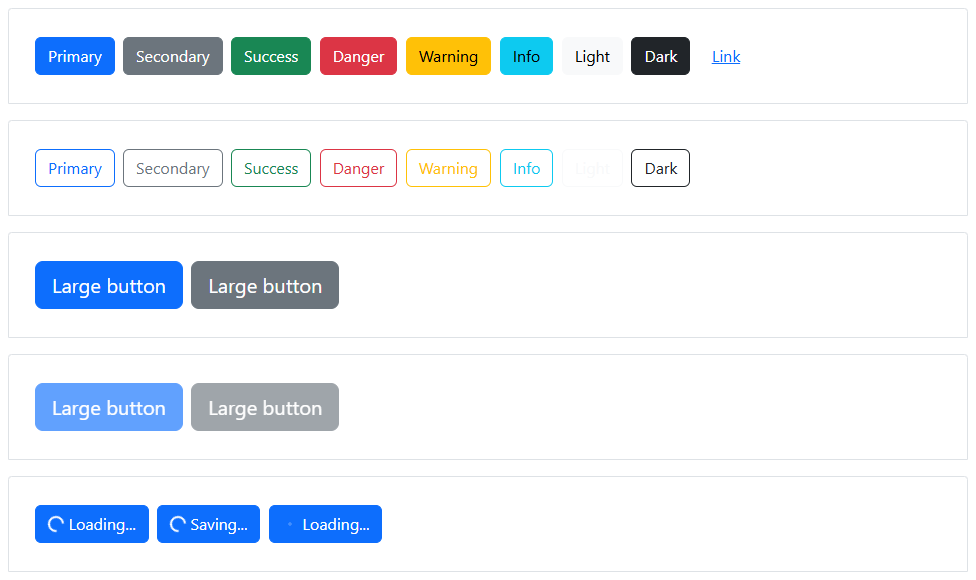 Primary Secondary Success Danger Warning Info Light Dark Link
Primary Secondary Success Danger Warning Info Light Dark
Large button Large button
Large button Large button
Loading... Saving... Loading...